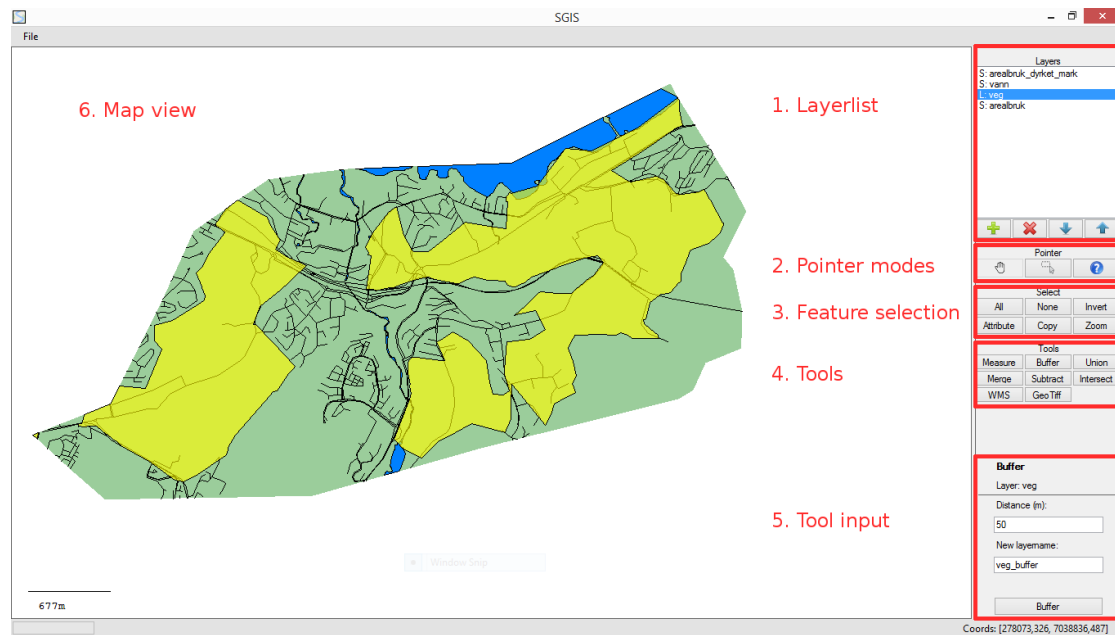 SGIS
File
6. Map view
1. Layerlist
2. Pointer modes
3. Feature selection
4. Tools
5. Tool input
Window Snip
677m
Layers
S: arealbruk_dyrket_mark
S: vann
L: veg
S: arealbruk
Pointer
?
Select
All None Invert
Attribute Copy Zoom
Tools
Measure Buffer Union
Merge Subtract Intersect
WMS GeoTiff
Buffer
Layer: veg
Distance (m):
50
New layername:
veg_buffer
Buffer
Coords: [278073,326, 7038836,487]